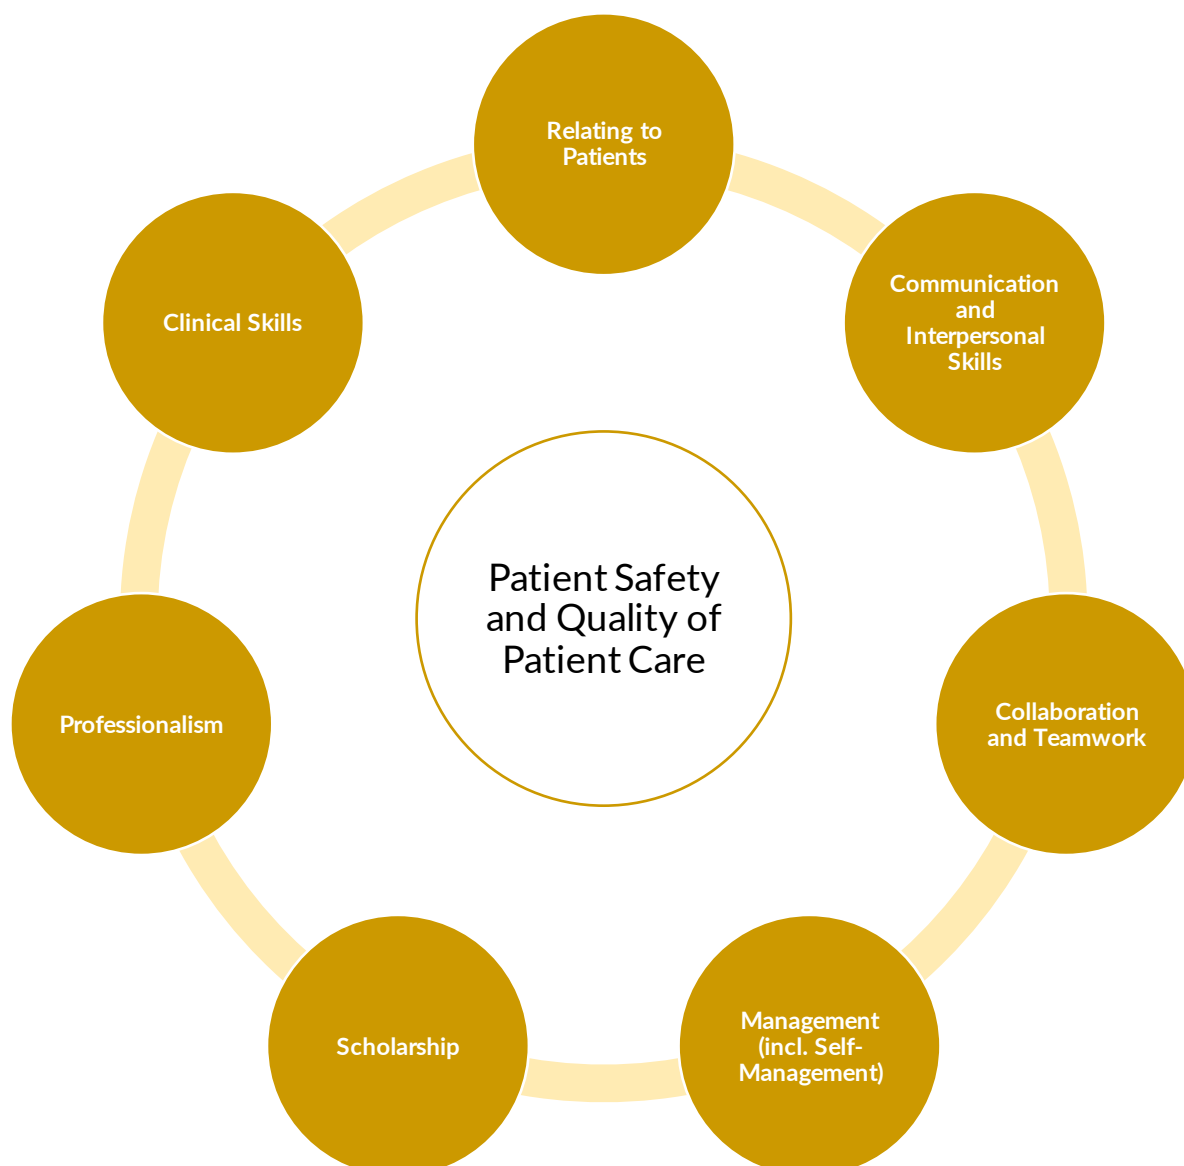 Relating to
Patients
Communication
and
Interpersonal
Skills
Collaboration
and Teamwork
Management
(incl. Self-
Management)
Scholarship
Professionalism
Clinical Skills
Patient Safety
and Quality of
Patient Care